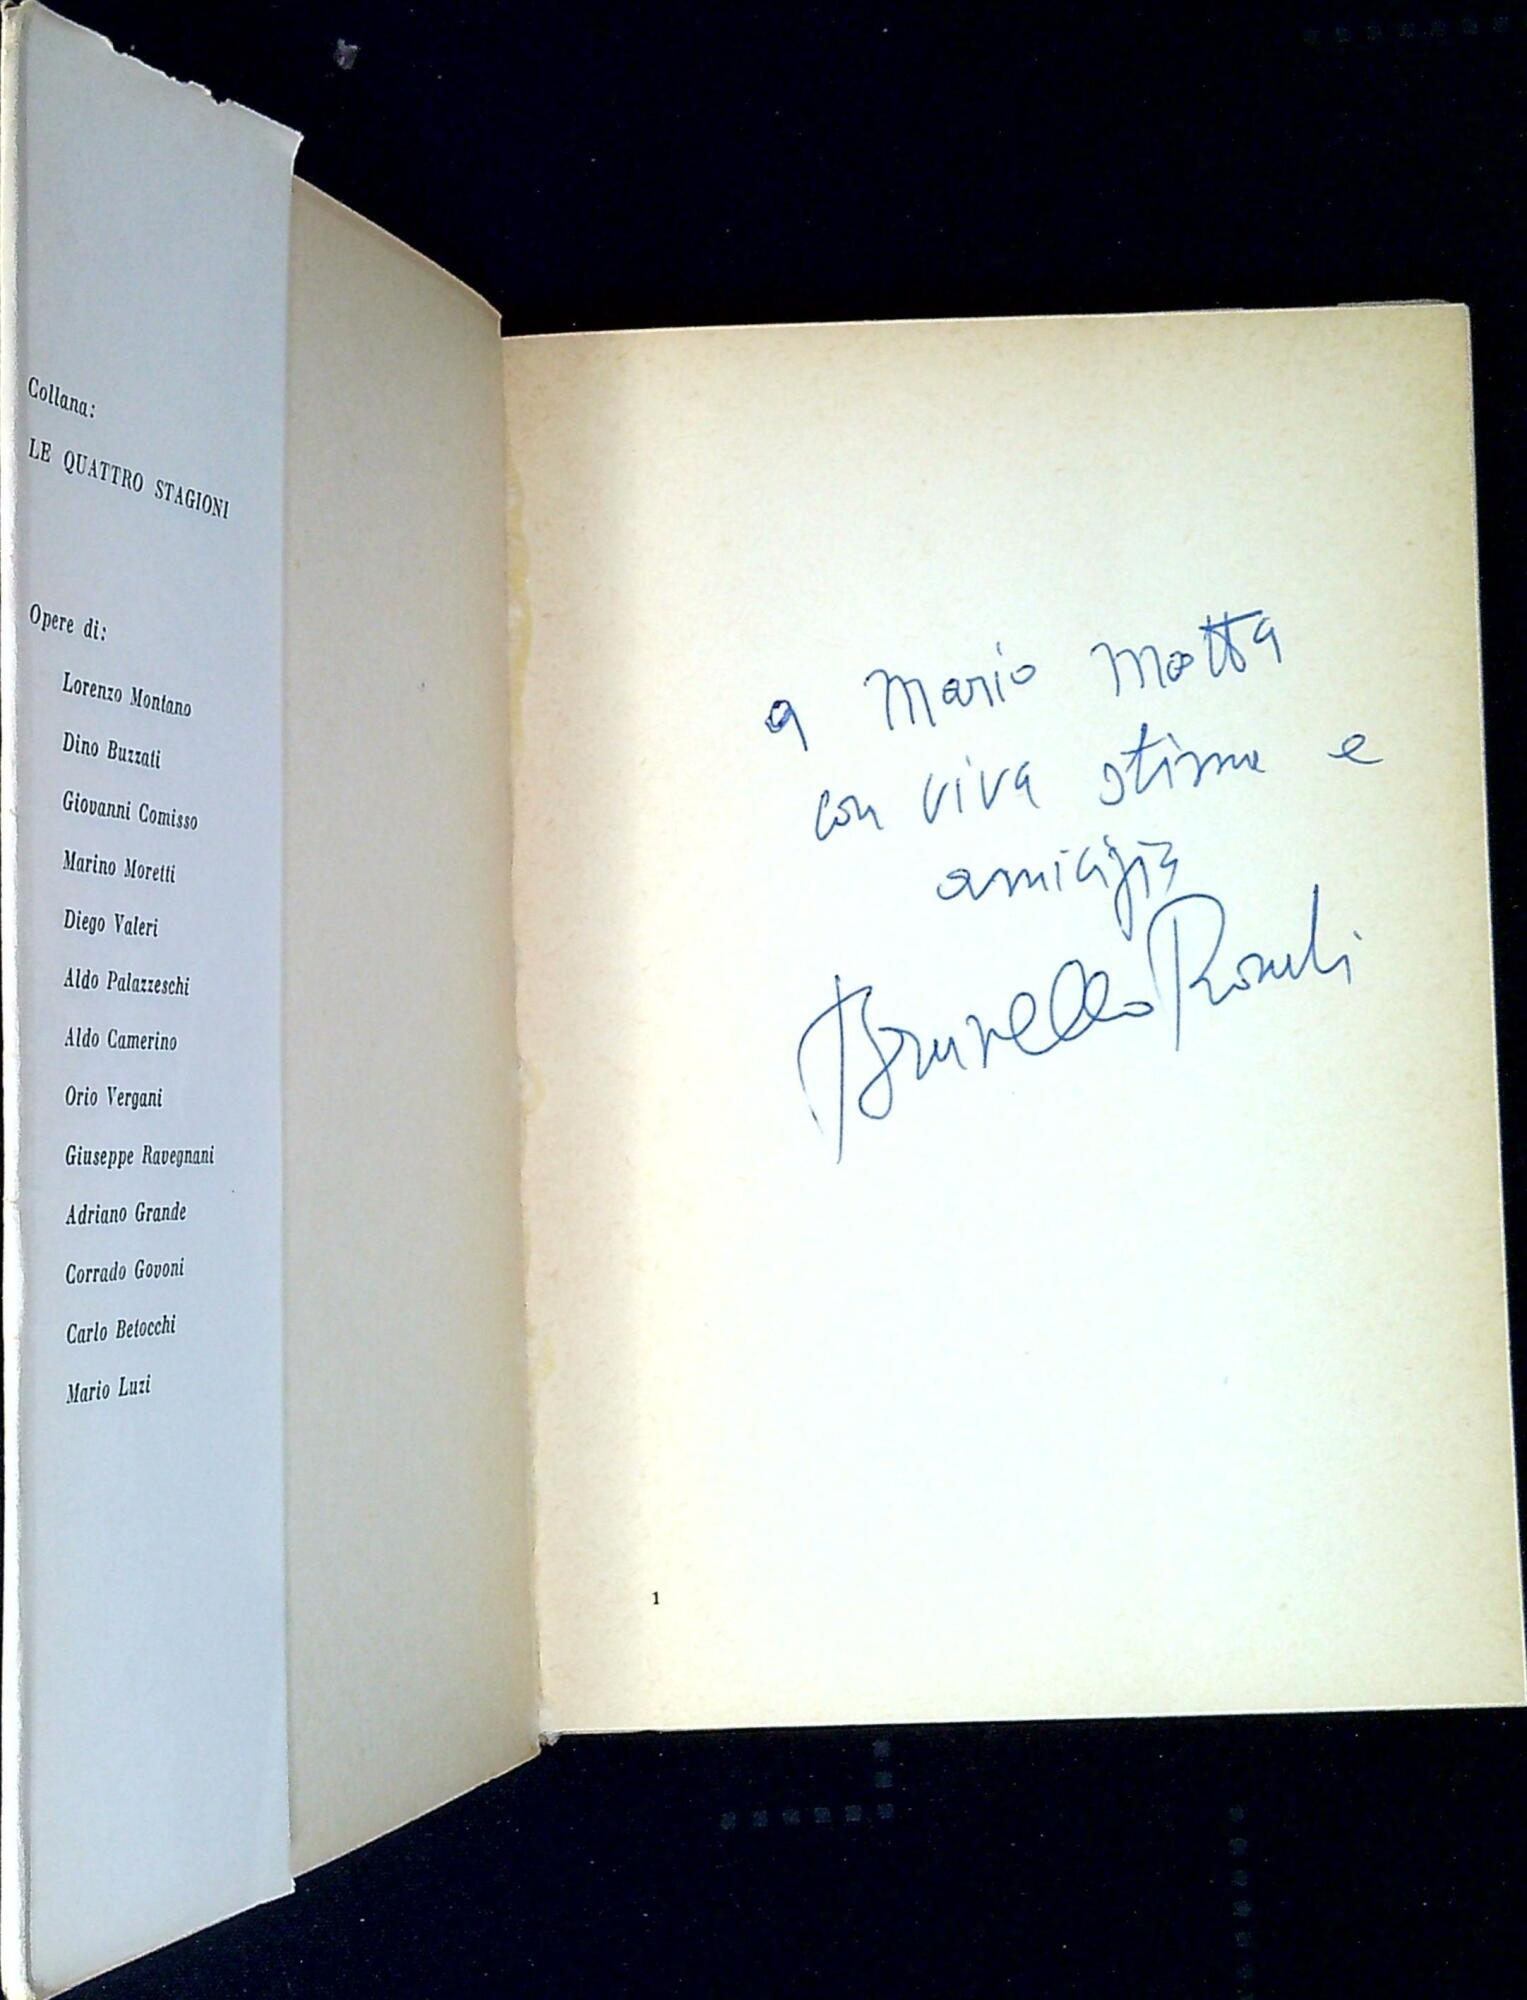 Collana:
LE QUATTRO STAGIONI
Opere di:
Lorenzo Montano
Dino Buzzati
Giovanni Comisso
Marino Moretti
Diego Valeri
Aldo Palazzeschi
Aldo Camerino
Orio Vergani
Giuseppe Ravegnani
Adriano Grande
Corrado Govoni
Carlo Betocchi
Mario Luzi
a Mario Motta
con viva stima e
amicizia
Brunello Rondi
1